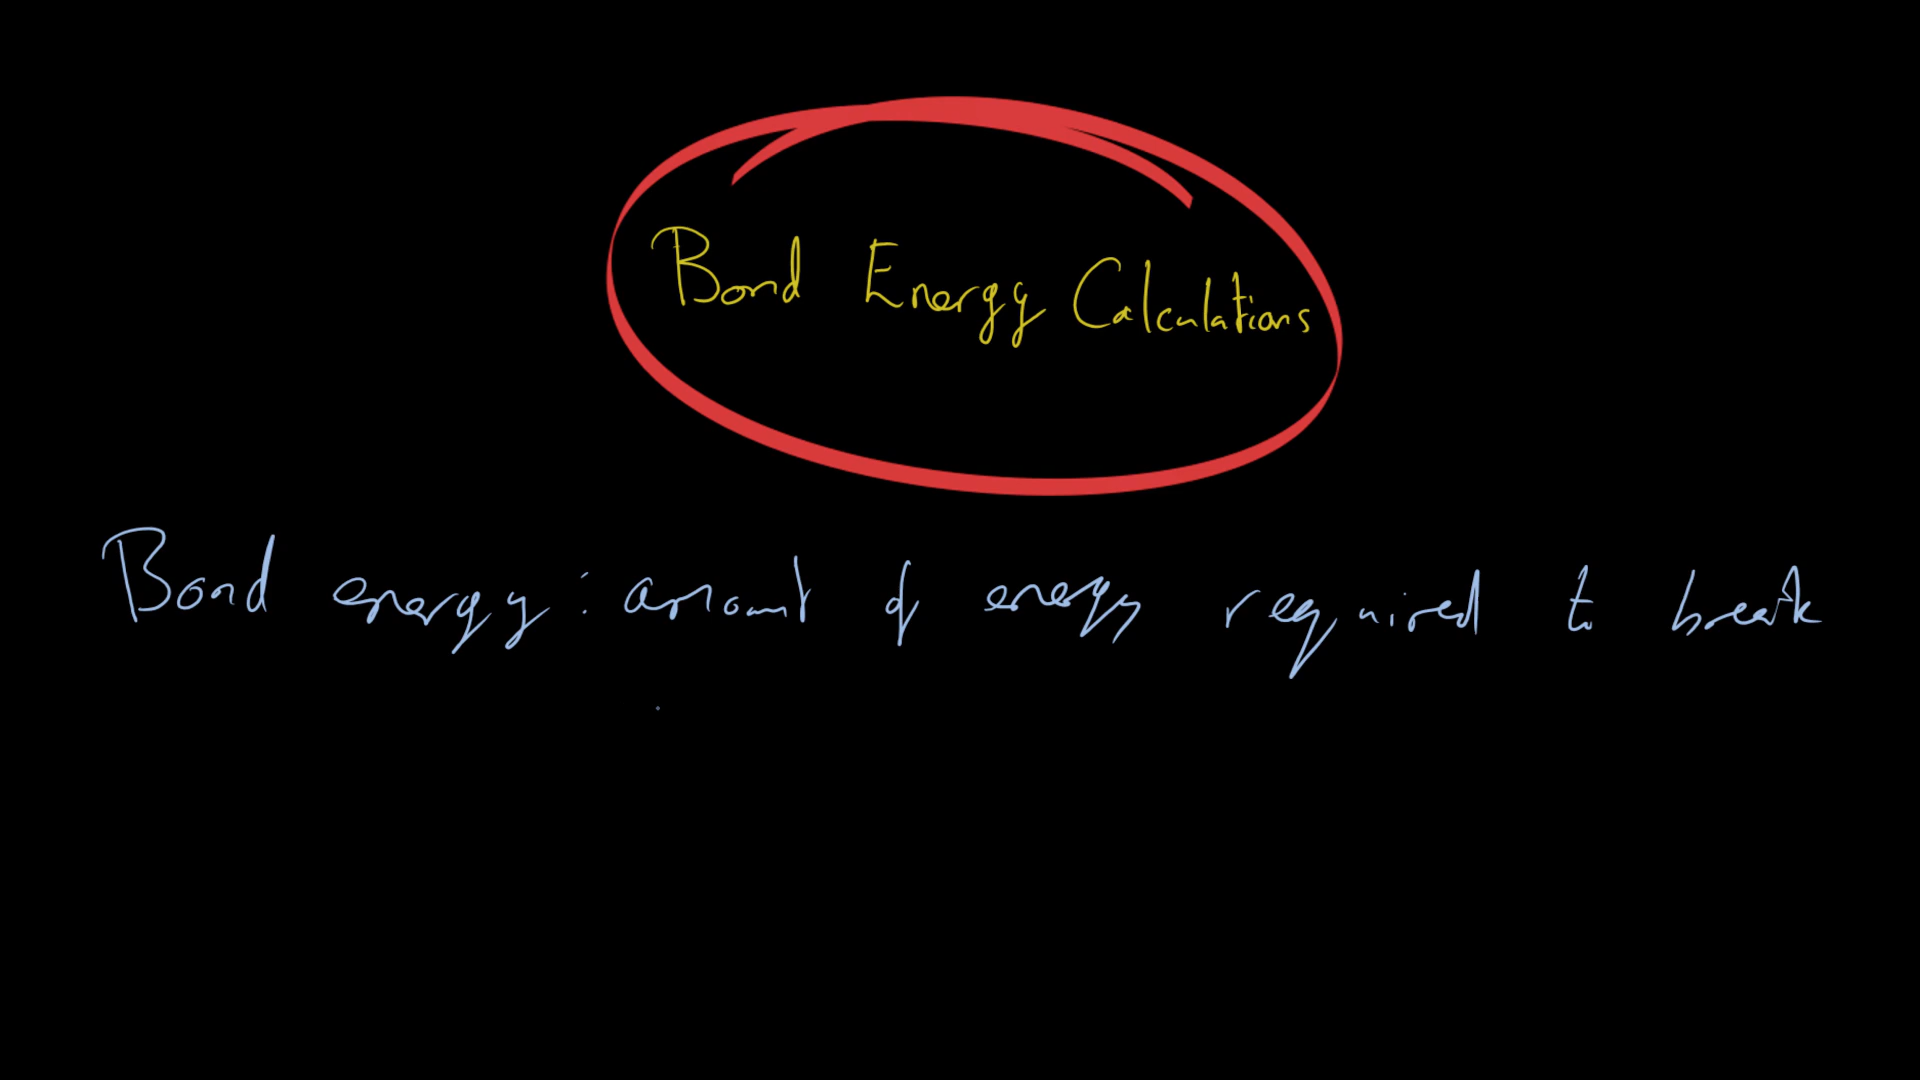 Bond Energy Calculations
Bond energy: amount of energy required to break